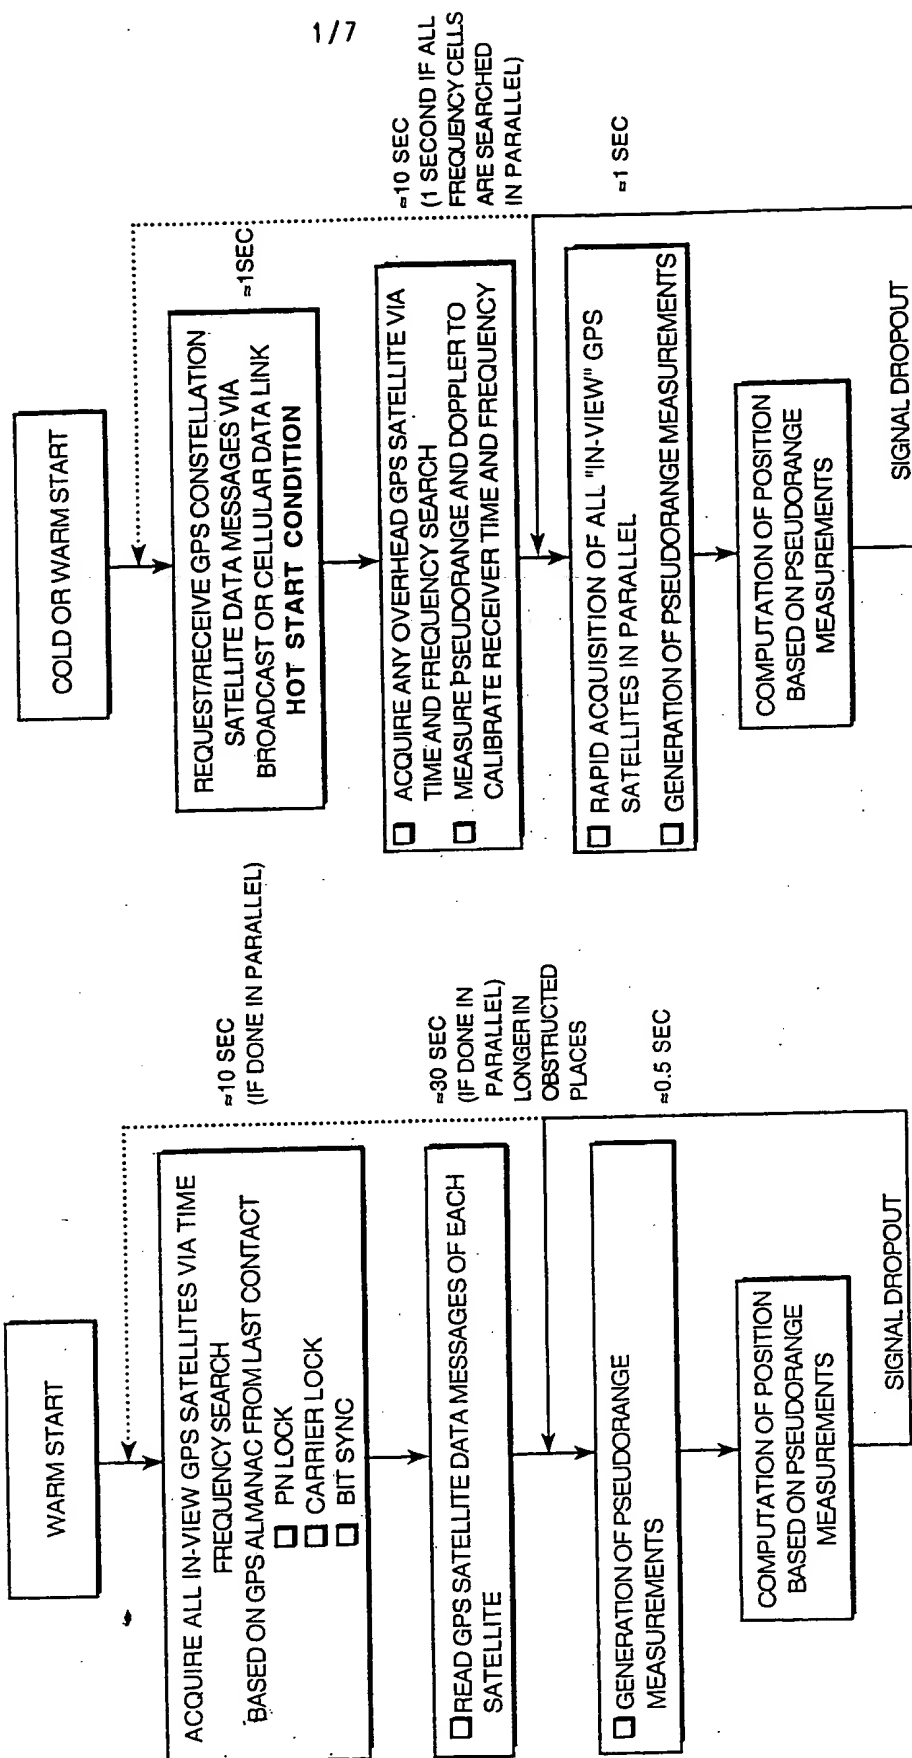 1/7
WARM START
ACQUIRE ALL IN-VIEW GPS SATELLITES VIA TIME
FREQUENCY SEARCH
BASED ON GPS ALMANAC FROM LAST CONTACT
PN LOCK
CARRIER LOCK
BIT SYNC
≈10 SEC
(IF DONE IN PARALLEL)
READ GPS SATELLITE DATA MESSAGES OF EACH
SATELLITE
≈30 SEC
(IF DONE IN
PARALLEL)
LONGER IN
OBSTRUCTED
PLACES
GENERATION OF PSEUDORANGE
MEASUREMENTS
≈0.5 SEC
COMPUTATION OF POSITION
BASED ON PSEUDORANGE
MEASUREMENTS
SIGNAL DROPOUT
COLD OR WARM START
REQUEST/RECEIVE GPS CONSTELLATION
SATELLITE DATA MESSAGES VIA
BROADCAST OR CELLULAR DATA LINK
HOT START CONDITION
≈1SEC
ACQUIRE ANY OVERHEAD GPS SATELLITE VIA
TIME AND FREQUENCY SEARCH
MEASURE PSEUDORANGE AND DOPPLER TO
CALIBRATE RECEIVER TIME AND FREQUENCY
≈10 SEC
(1 SECOND IF ALL
FREQUENCY CELLS
ARE SEARCHED
IN PARALLEL)
RAPID ACQUISITION OF ALL "IN-VIEW" GPS
SATELLITES IN PARALLEL
GENERATION OF PSEUDORANGE MEASUREMENTS
≈1 SEC
COMPUTATION OF POSITION
BASED ON PSEUDORANGE
MEASUREMENTS
SIGNAL DROPOUT